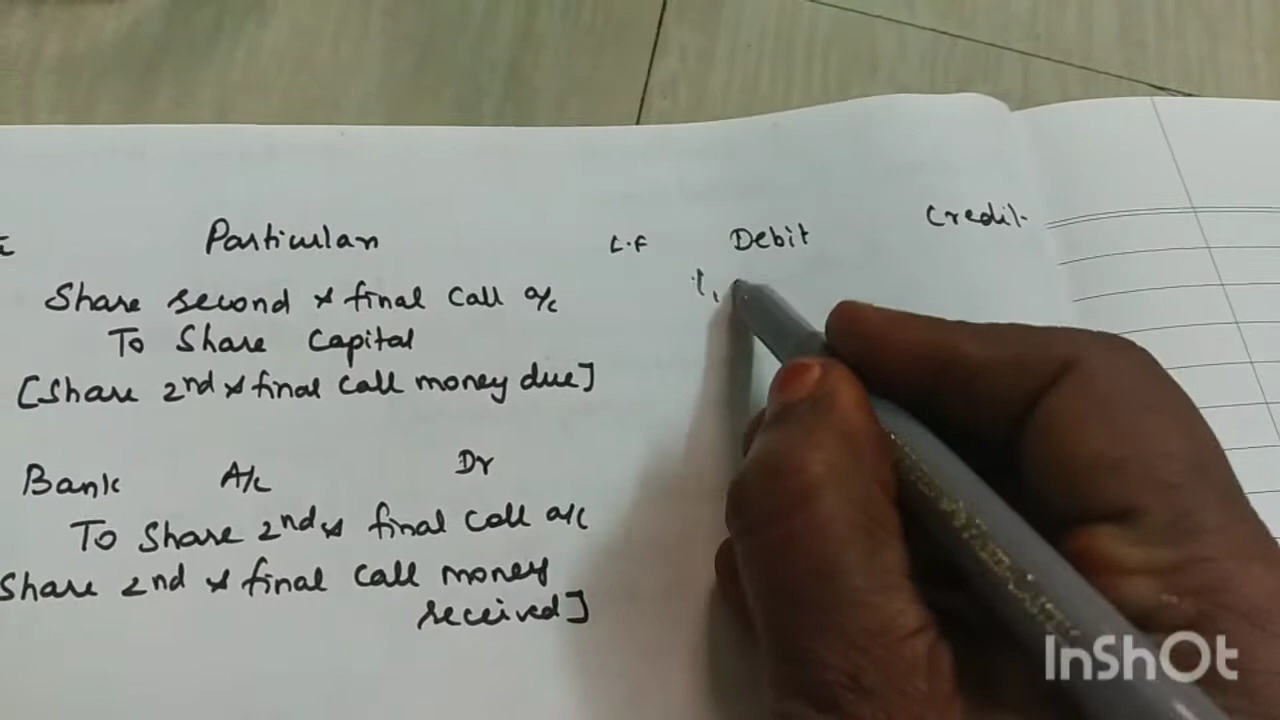 Particular L.F Debit Credit
Share second & final call a/c 1,
To Share Capital
[Share 2nd & final call money due]
Bank A/c Dr
To Share 2nd & final call a/c
Share 2nd & final call money
received]
InShOt